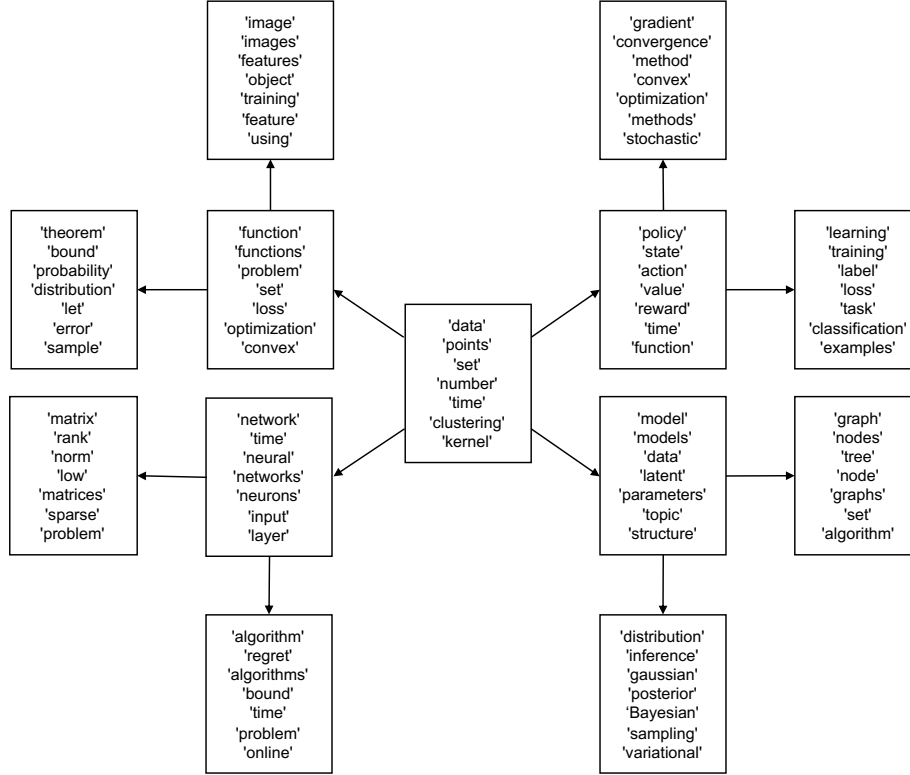 'image'
'images'
'features'
'object'
'training'
'feature'
'using'
'gradient'
'convergence'
'method'
'convex'
'optimization'
'methods'
'stochastic'
'theorem'
'bound'
'probability'
'distribution'
'let'
'error'
'sample'
'function'
'functions'
'problem'
'set'
'loss'
'optimization'
'convex'
'policy'
'state'
'action'
'value'
'reward'
'time'
'function'
'learning'
'training'
'label'
'loss'
'task'
'classification'
'examples'
'data'
'points'
'set'
'number'
'time'
'clustering'
'kernel'
'matrix'
'rank'
'norm'
'low'
'matrices'
'sparse'
'problem'
'network'
'time'
'neural'
'networks'
'neurons'
'input'
'layer'
'model'
'models'
'data'
'latent'
'parameters'
'topic'
'structure'
'graph'
'nodes'
'tree'
'node'
'graphs'
'set'
'algorithm'
'algorithm'
'regret'
'algorithms'
'bound'
'time'
'problem'
'online'
'distribution'
'inference'
'gaussian'
'posterior'
‘Bayesian'
'sampling'
'variational'